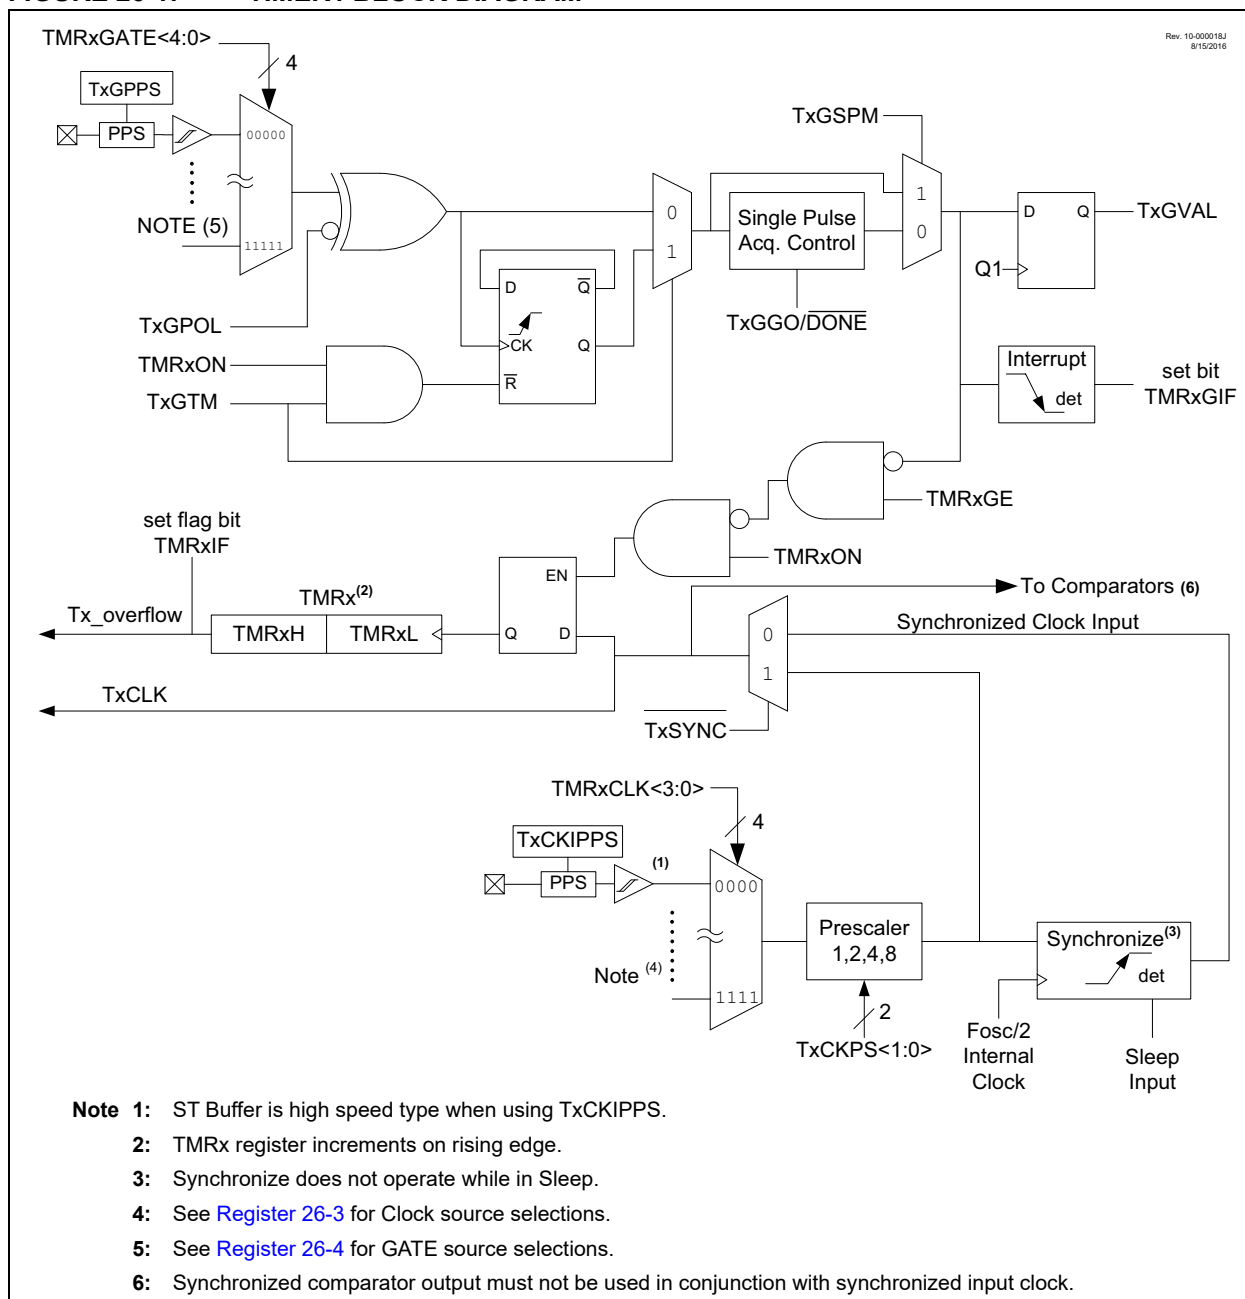 TMRxGATE<4:0>
4
Rev. 10-000018J
8/15/2016
TxGPPS
PPS
00000
NOTE (5)
11111
TxGPOL
TMRxON
TxGTM
D
Q
CK
Q
R
0
1
TxGSPM
Single Pulse
Acq. Control
TxGGO/DONE
1
0
D
Q
Q1
TxGVAL
Interrupt
det
set bit
TMRxGIF
TMRxGE
TMRxON
set flag bit
TMRxIF
Tx_overflow
TMRx(2)
TMRxH
TMRxL
EN
Q
D
To Comparators (6)
Synchronized Clock Input
0
1
TxCLK
TxSYNC
TMRxCLK<3:0>
4
TxCKIPPS
PPS
(1)
0000
Note (4)
1111
Prescaler
1,2,4,8
2
TxCKPS<1:0>
Synchronize(3)
det
Fosc/2
Internal
Clock
Sleep
Input
Note 1: ST Buffer is high speed type when using TxCKIPPS.
2: TMRx register increments on rising edge.
3: Synchronize does not operate while in Sleep.
4: See Register 26-3 for Clock source selections.
5: See Register 26-4 for GATE source selections.
6: Synchronized comparator output must not be used in conjunction with synchronized input clock.